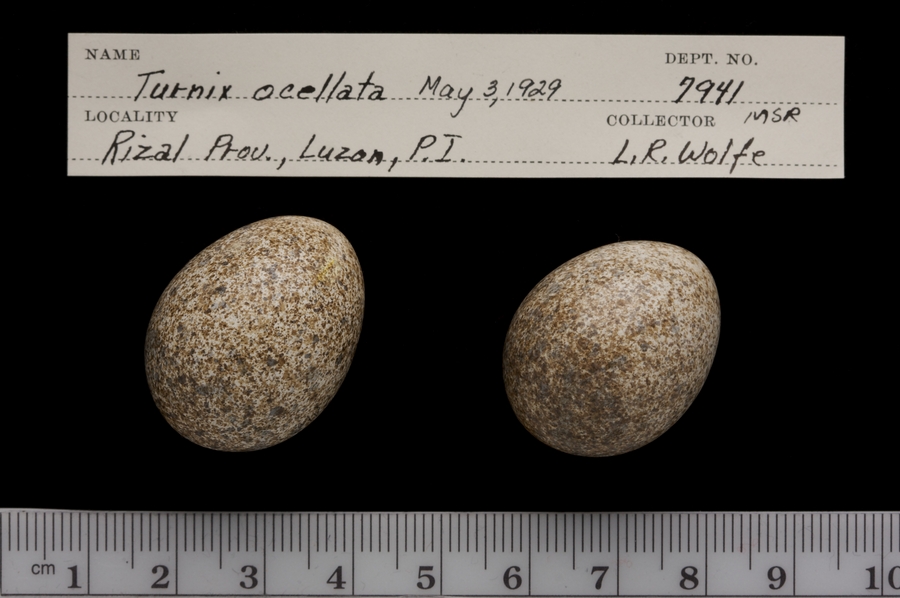 NAME DEPT. NO.
Turnix ocellata May 3, 1929 7941
LOCALITY COLLECTOR MSR
Rizal Prov., Luzon, P.I. L.R. Wolfe
cm 1 2 3 4 5 6 7 8 9 10